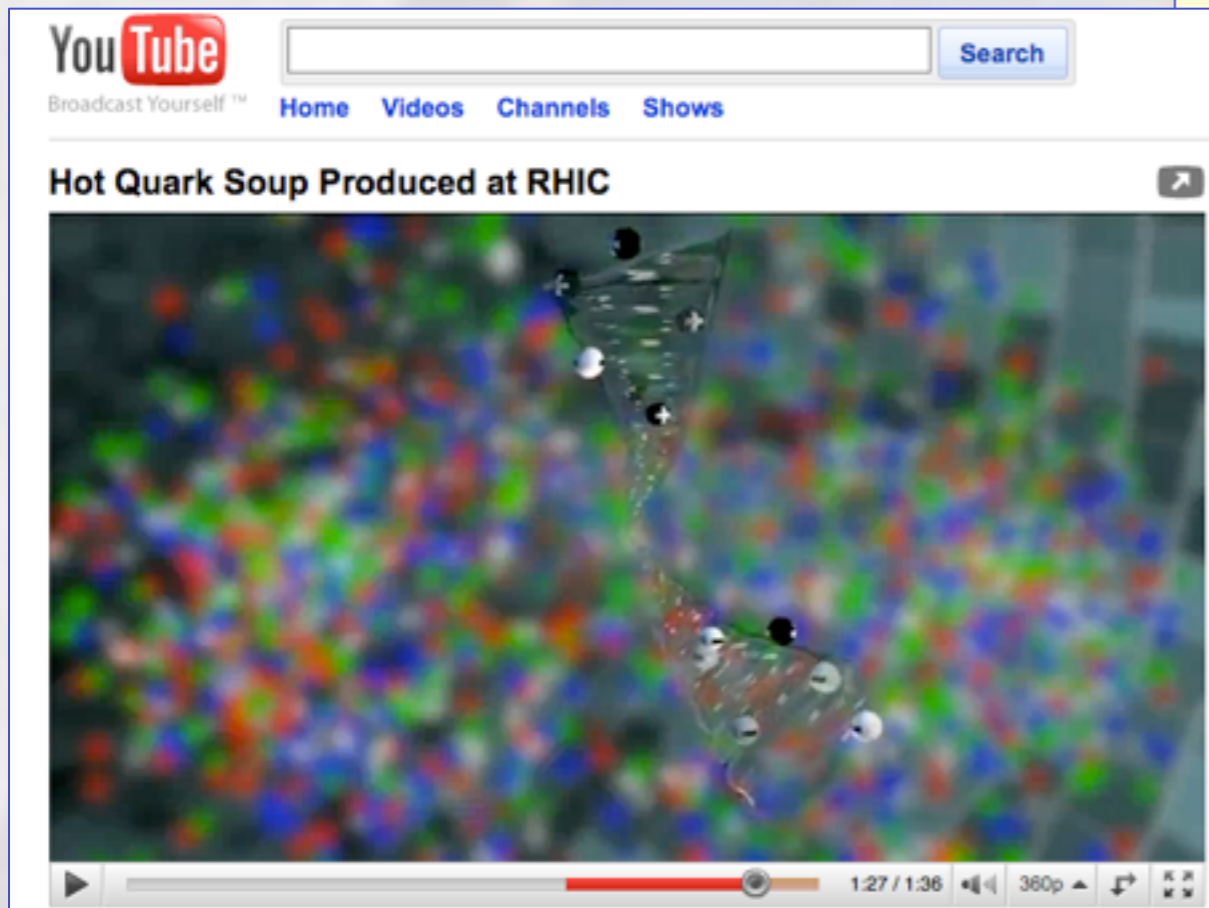 YouTube
Search
Broadcast Yourself ™
Home Videos Channels Shows
Hot Quark Soup Produced at RHIC
+
+
+
1:27 / 1:36 360p